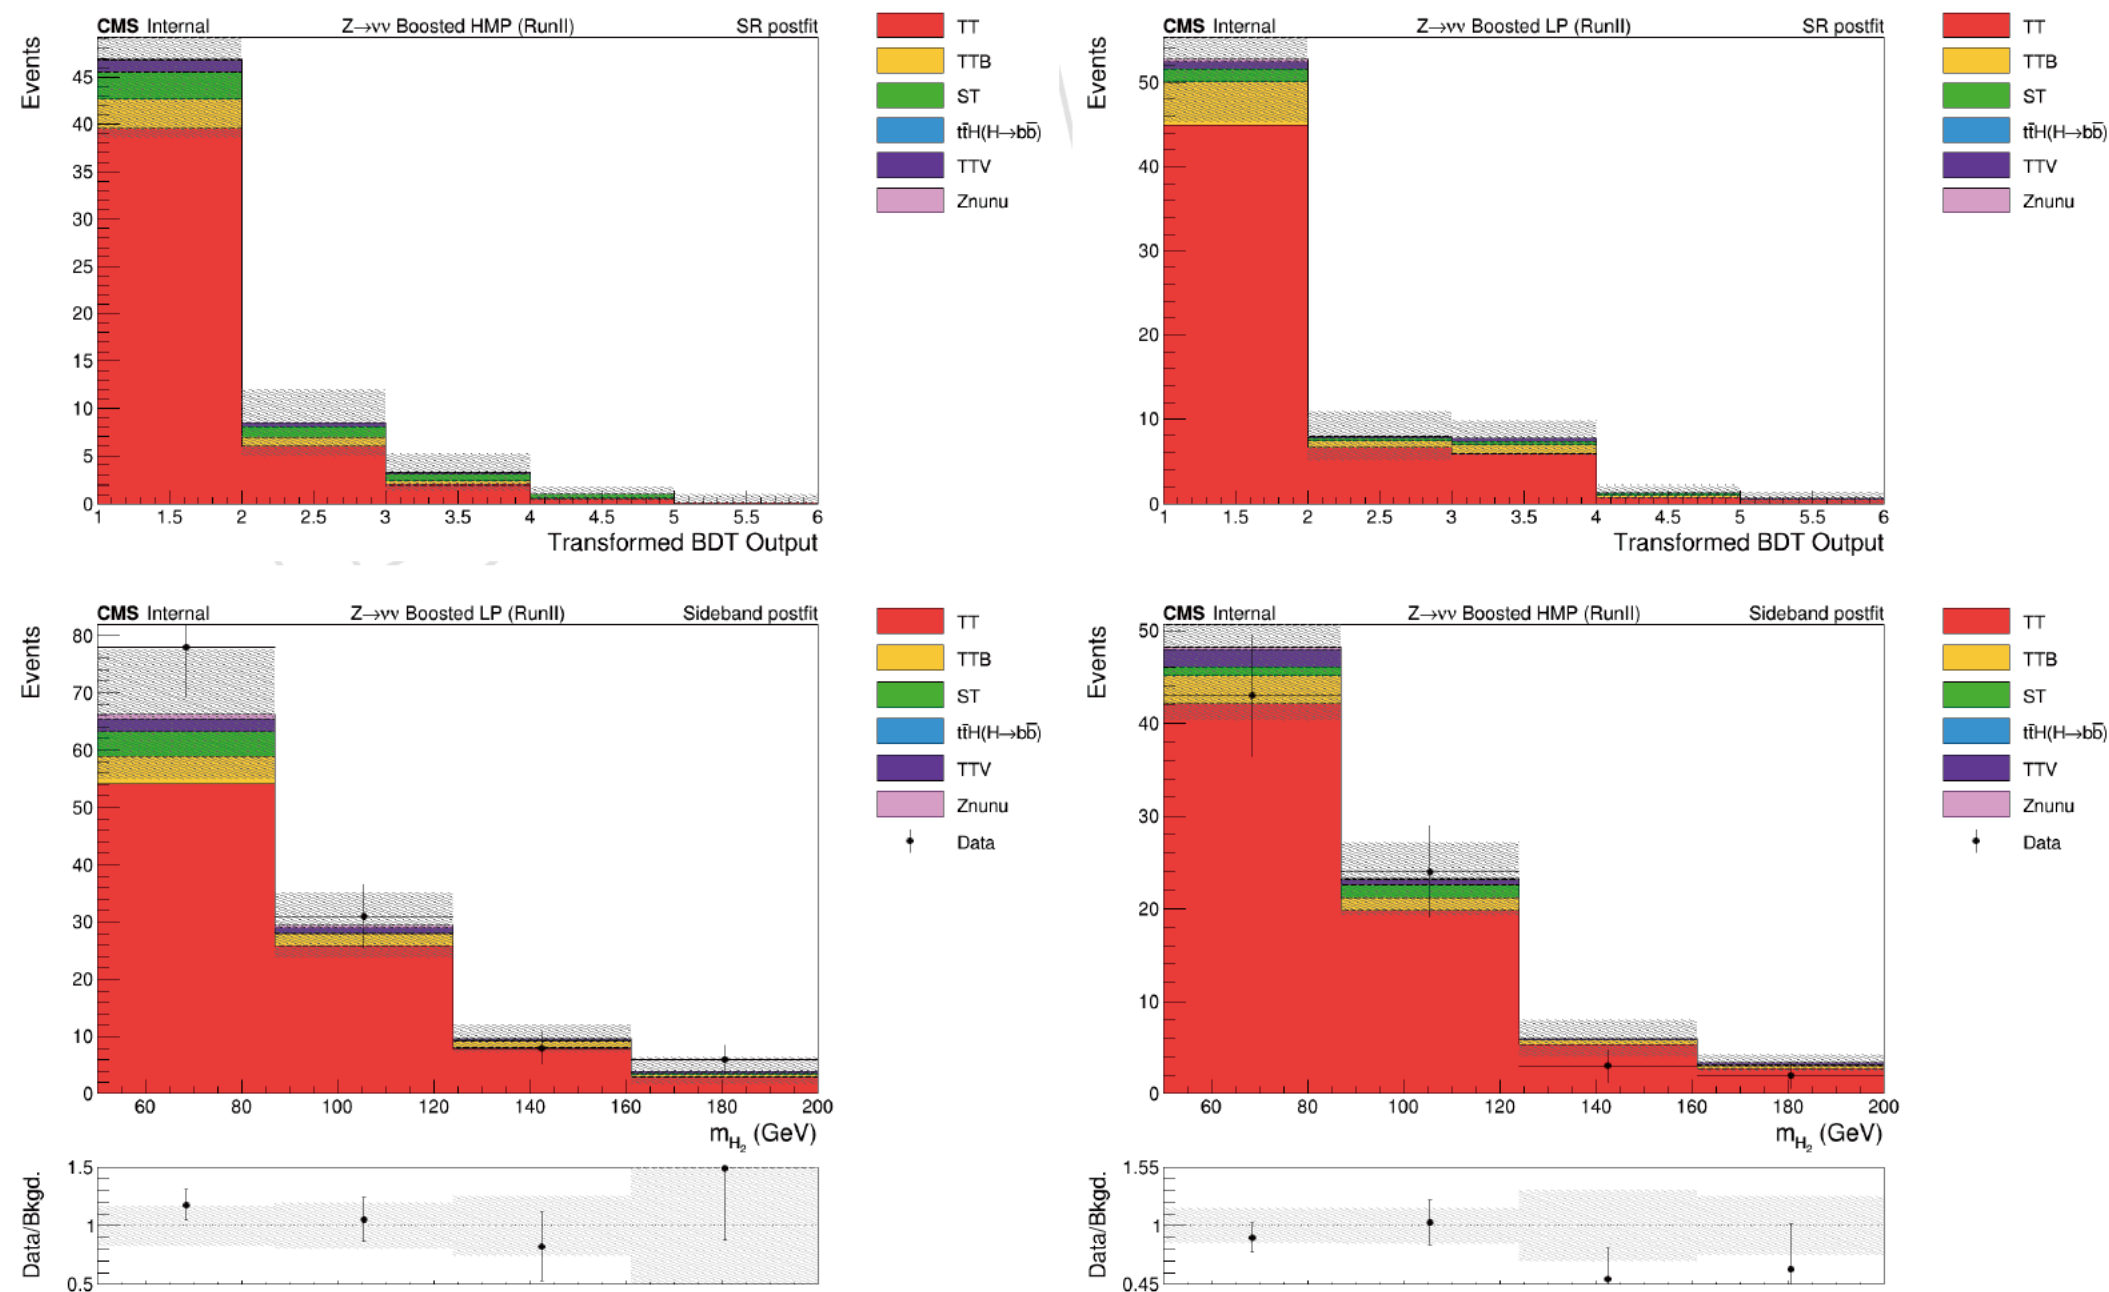 CMS Internal Z→νν Boosted HMP (RunII) SR postfit
Events
45
40
35
30
25
20
15
10
5
0
1 1.5 2 2.5 3 3.5 4 4.5 5 5.5 6
Transformed BDT Output
TT
TTB
ST
tt̄H(H→bb̄)
TTV
Znunu
CMS Internal Z→νν Boosted LP (RunII) SR postfit
Events
50
40
30
20
10
0
1 1.5 2 2.5 3 3.5 4 4.5 5 5.5 6
Transformed BDT Output
TT
TTB
ST
tt̄H(H→bb̄)
TTV
Znunu
CMS Internal Z→νν Boosted LP (RunII) Sideband postfit
Events
80
70
60
50
40
30
20
10
0
60 80 100 120 140 160 180 200
m_H₂ (GeV)
TT
TTB
ST
tt̄H(H→bb̄)
TTV
Znunu
Data
Data/Bkgd.
1.5
1
0.5
CMS Internal Z→νν Boosted HMP (RunII) Sideband postfit
Events
50
40
30
20
10
0
60 80 100 120 140 160 180 200
m_H₂ (GeV)
TT
TTB
ST
tt̄H(H→bb̄)
TTV
Znunu
Data
Data/Bkgd.
1.55
1
0.45